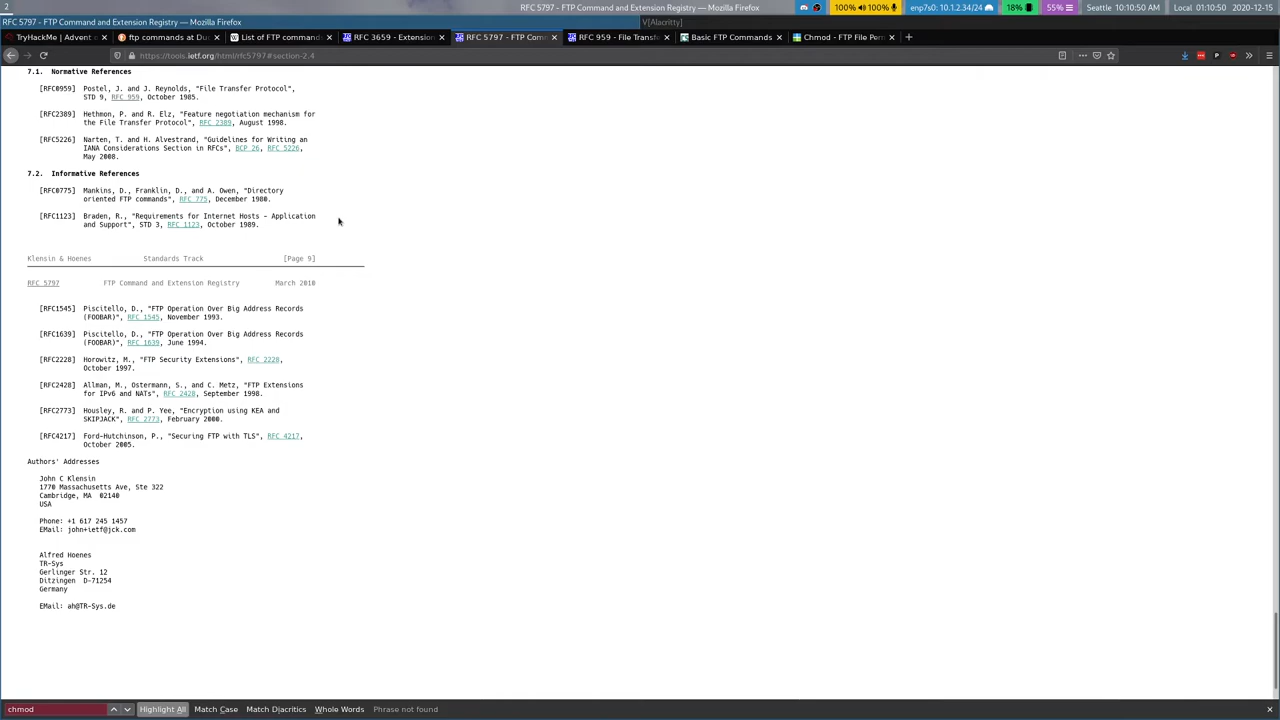 2
RFC 5797 - FTP Command and Extension Registry — Mozilla Firefox
100% 100%
enp7s0: 10.1.2.34/24
18%
55%
Seattle 10:10:50 AM
Local 01:10:50
2020-12-15
RFC 5797 - FTP Command and Extension Registry — Mozilla Firefox
V[Alacritty]
TryHackMe | Advent o
ftp commands at Du
List of FTP command
RFC 3659 - Extension
RFC 5797 - FTP Com
RFC 959 - File Transfe
Basic FTP Commands
Chmod - FTP File Per
https://tools.ietf.org/html/rfc5797#section-2.4
7.1. Normative References
[RFC0959] Postel, J. and J. Reynolds, "File Transfer Protocol",
STD 9, RFC 959, October 1985.
[RFC2389] Hethmon, P. and R. Elz, "Feature negotiation mechanism for
the File Transfer Protocol", RFC 2389, August 1998.
[RFC5226] Narten, T. and H. Alvestrand, "Guidelines for Writing an
IANA Considerations Section in RFCs", BCP 26, RFC 5226,
May 2008.
7.2. Informative References
[RFC0775] Mankins, D., Franklin, D., and A. Owen, "Directory
oriented FTP commands", RFC 775, December 1980.
[RFC1123] Braden, R., "Requirements for Internet Hosts - Application
and Support", STD 3, RFC 1123, October 1989.
Klensin & Hoenes Standards Track [Page 9]
RFC 5797 FTP Command and Extension Registry March 2010
[RFC1545] Piscitello, D., "FTP Operation Over Big Address Records
(FOOBAR)", RFC 1545, November 1993.
[RFC1639] Piscitello, D., "FTP Operation Over Big Address Records
(FOOBAR)", RFC 1639, June 1994.
[RFC2228] Horowitz, M., "FTP Security Extensions", RFC 2228,
October 1997.
[RFC2428] Allman, M., Ostermann, S., and C. Metz, "FTP Extensions
for IPv6 and NATs", RFC 2428, September 1998.
[RFC2773] Housley, R. and P. Yee, "Encryption using KEA and
SKIPJACK", RFC 2773, February 2000.
[RFC4217] Ford-Hutchinson, P., "Securing FTP with TLS", RFC 4217,
October 2005.
Authors' Addresses
John C Klensin
1770 Massachusetts Ave, Ste 322
Cambridge, MA 02140
USA
Phone: +1 617 245 1457
EMail: john+ietf@jck.com
Alfred Hoenes
TR-Sys
Gerlinger Str. 12
Ditzingen D-71254
Germany
EMail: ah@TR-Sys.de
chmod
Highlight All
Match Case
Match Diacritics
Whole Words
Phrase not found